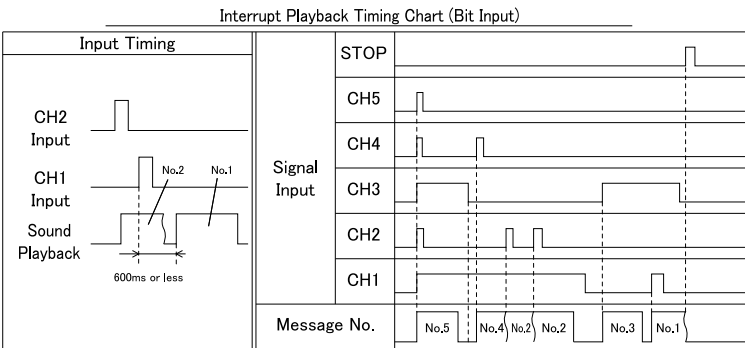 Interrupt Playback Timing Chart (Bit Input)
Input Timing
CH2
Input
CH1
Input
No.2
No.1
Sound
Playback
600ms or less
Signal
Input
STOP
CH5
CH4
CH3
CH2
CH1
Message No.
No.5
No.4
No.2
No.2
No.3
No.1